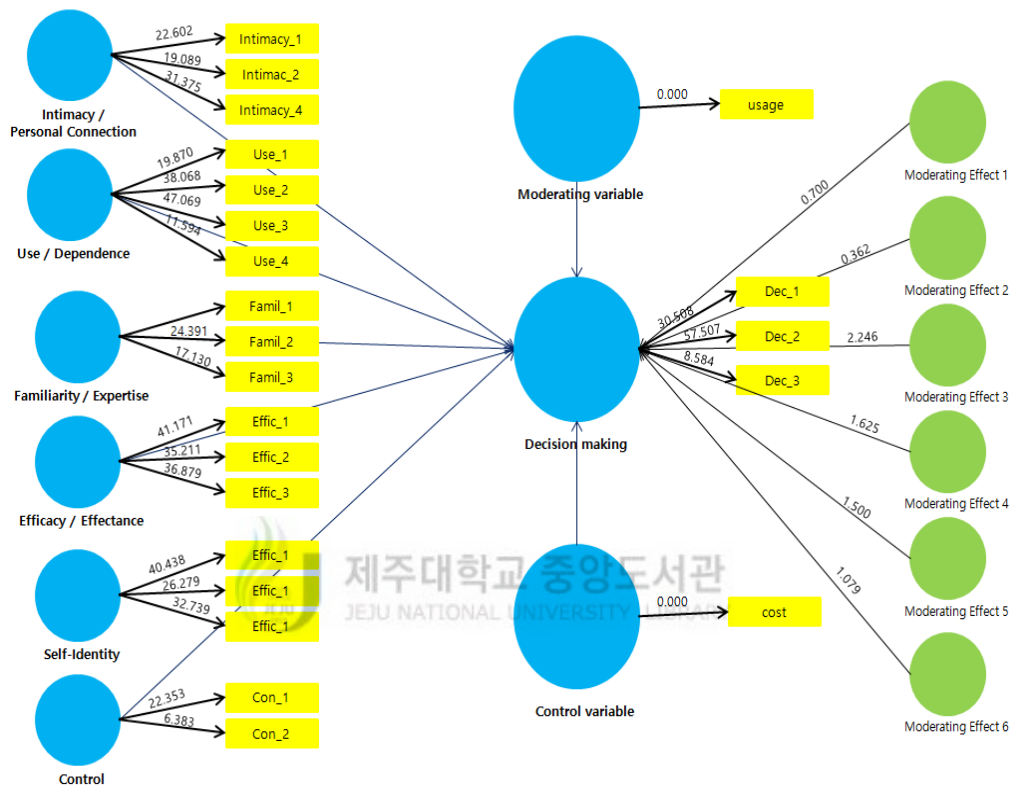 22.602
Intimacy_1
19.089
Intimac_2
31.375
Intimacy_4
Intimacy /
Personal Connection
19.870
Use_1
38.068
Use_2
47.069
Use_3
11.594
Use_4
Use / Dependence
Famil_1
24.391
Famil_2
17.130
Famil_3
Familiarity / Expertise
41.171
Effic_1
35.211
Effic_2
36.879
Effic_3
Efficacy / Effectance
40.438
Effic_1
26.279
Effic_1
32.739
Effic_1
Self-Identity
22.353
Con_1
6.383
Con_2
Control
0.000
usage
Moderating variable
30.508
Dec_1
57.507
Dec_2
8.584
Dec_3
Decision making
0.000
cost
Control variable
0.700
Moderating Effect 1
0.362
Moderating Effect 2
2.246
Moderating Effect 3
1.625
Moderating Effect 4
1.500
Moderating Effect 5
1.079
Moderating Effect 6
제주대학교 중앙도서관
JEJU NATIONAL UNIVERSITY LIBRARY
JEJU